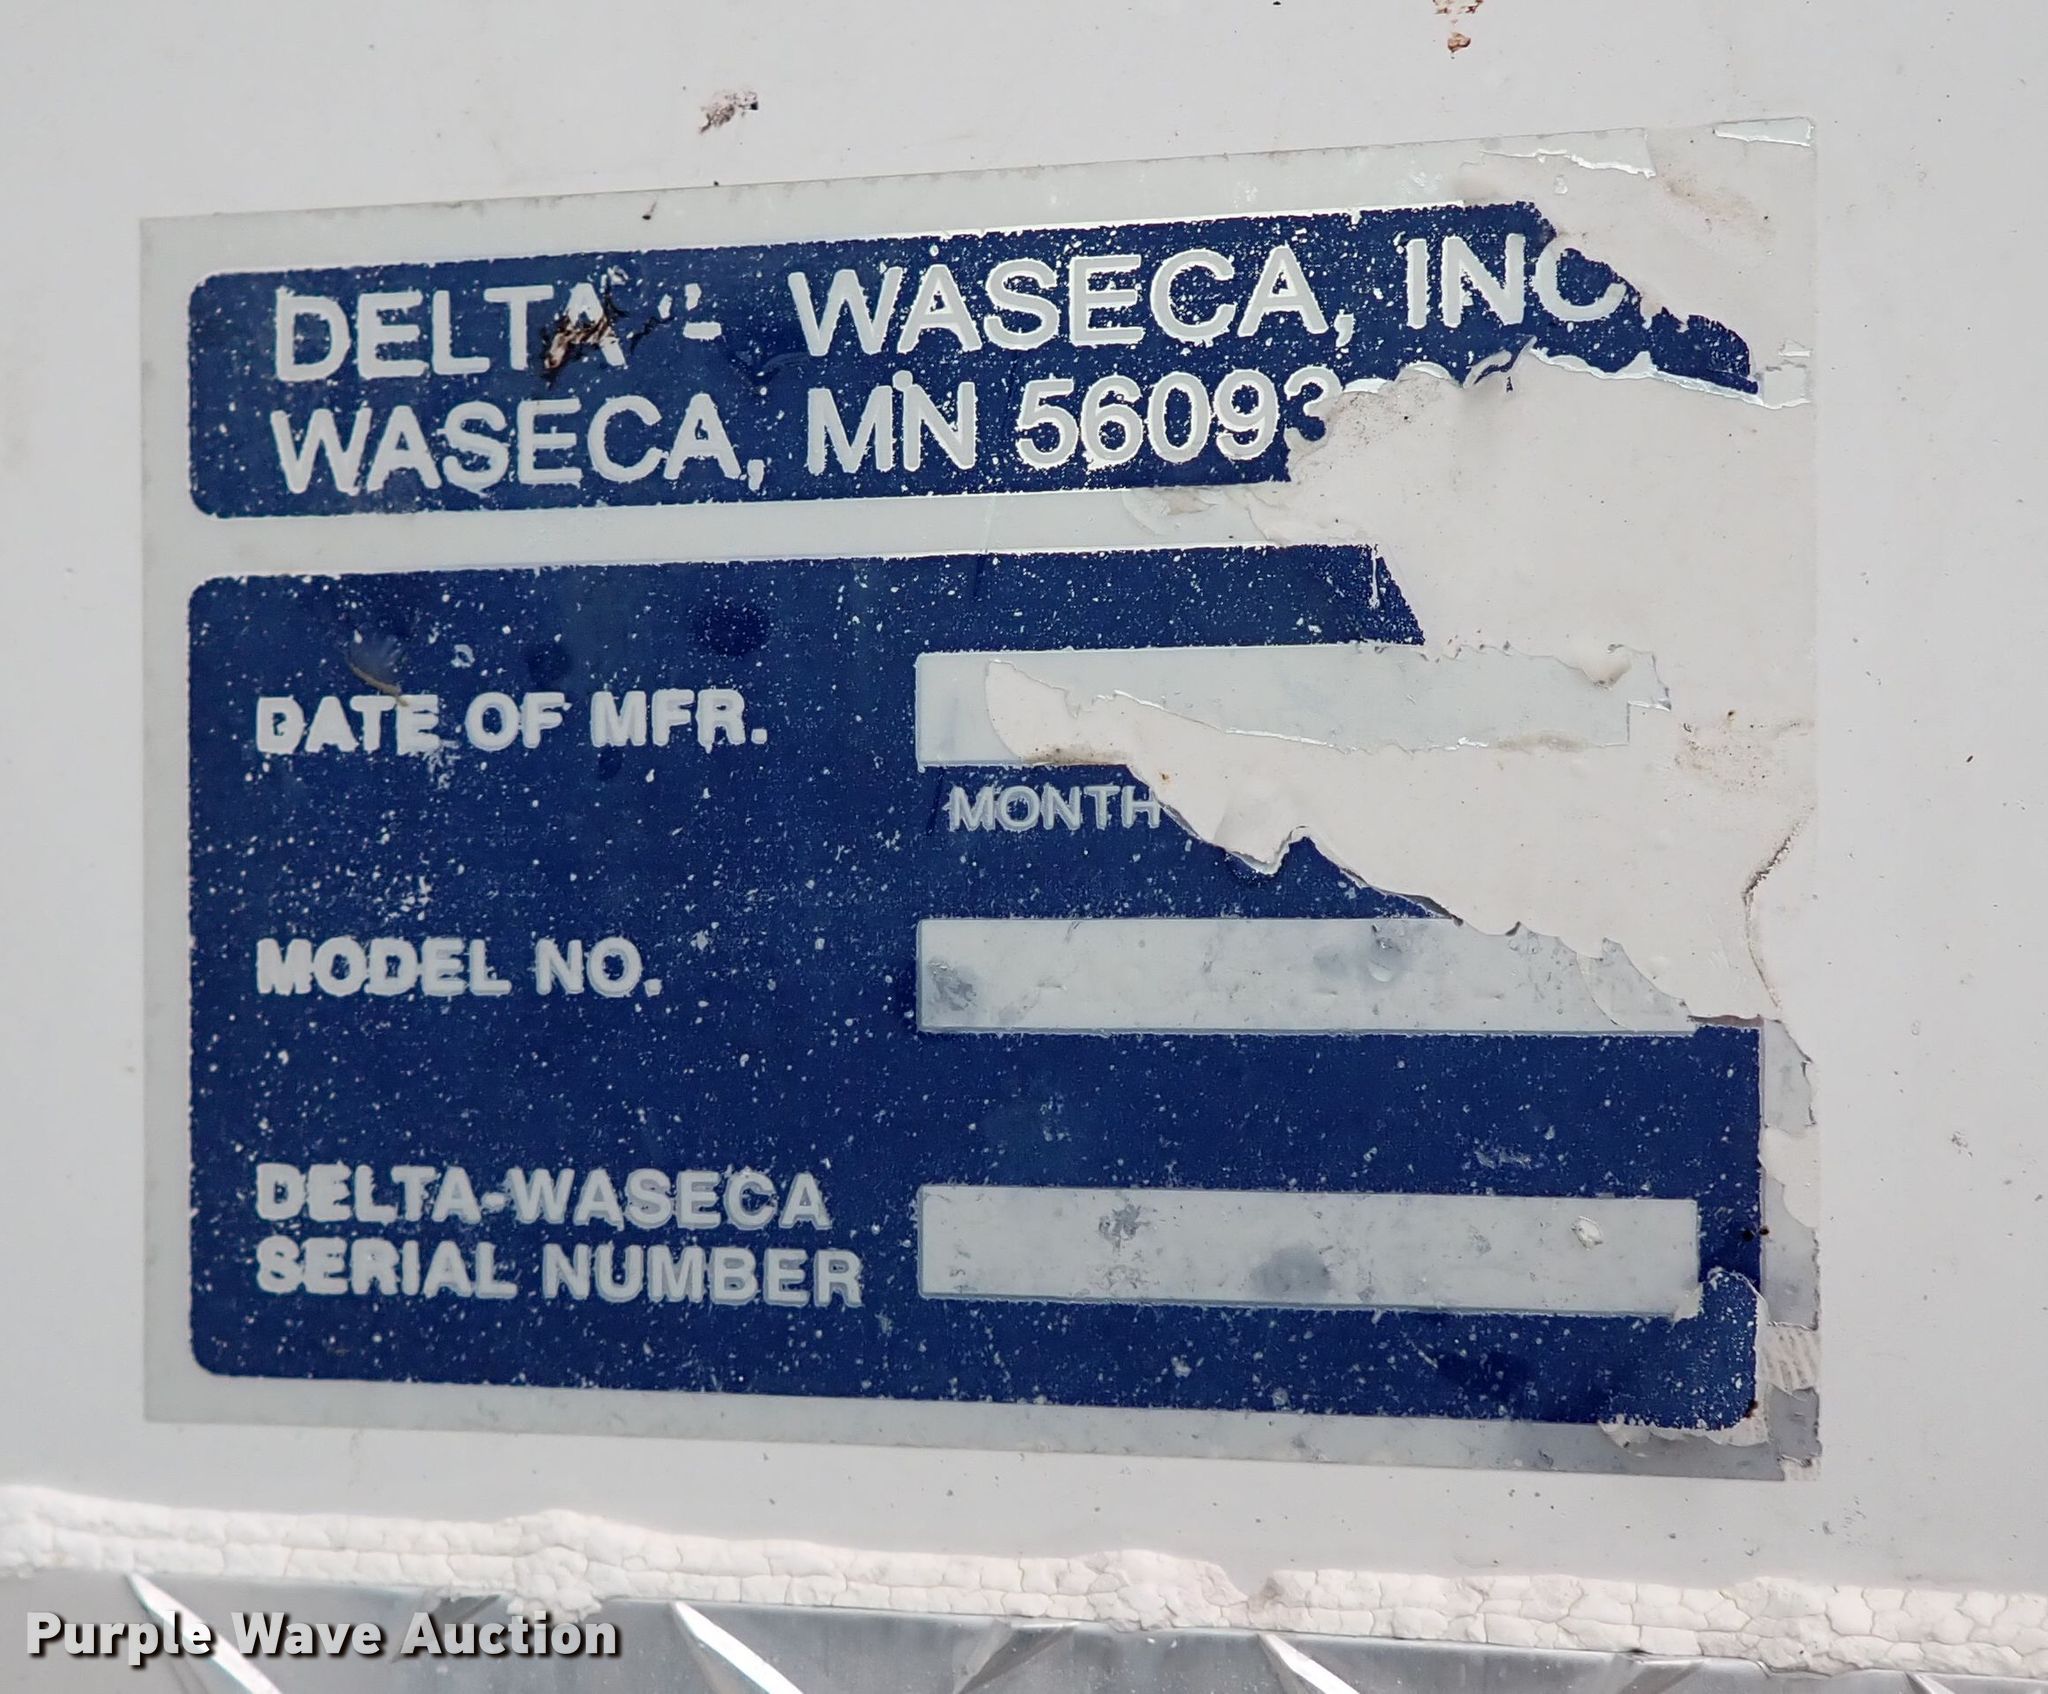 DELTA - WASECA, INC.
WASECA, MN 56093
DATE OF MFR.
MONTH
MODEL NO.
DELTA-WASECA
SERIAL NUMBER
Purple Wave Auction